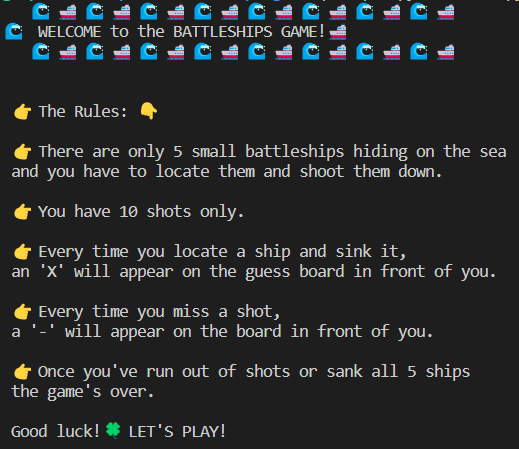 🌊 🚢 🌊 🚢 🌊 🚢 🌊 🚢 🌊 🚢 🌊 🚢 🌊 🚢 🌊 🚢
🌊 WELCOME to the BATTLESHIPS GAME!🚢
🌊 🚢 🌊 🚢 🌊 🚢 🌊 🚢 🌊 🚢 🌊 🚢 🌊 🚢 🌊 🚢
👉 The Rules: 👇
👉 There are only 5 small battleships hiding on the sea
and you have to locate them and shoot them down.
👉 You have 10 shots only.
👉 Every time you locate a ship and sink it,
an 'X' will appear on the guess board in front of you.
👉 Every time you miss a shot,
a '-' will appear on the board in front of you.
👉 Once you've run out of shots or sank all 5 ships
the game's over.
Good luck!🍀 LET'S PLAY!